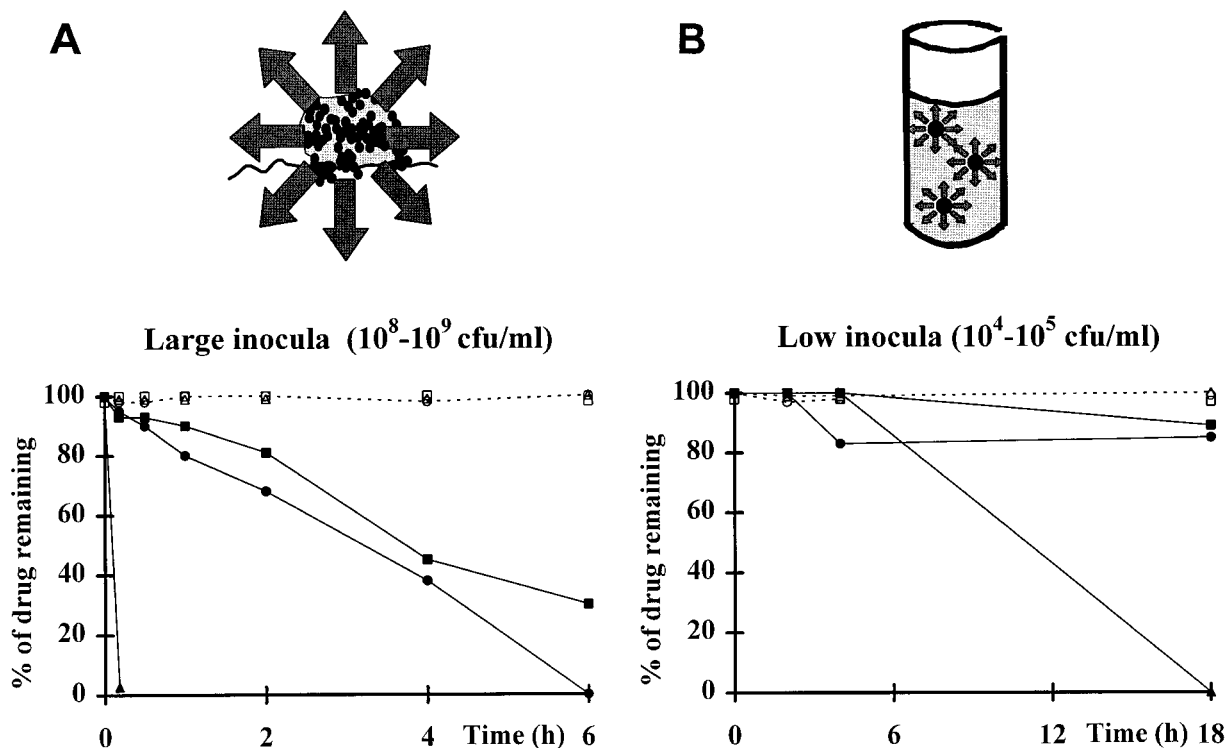 A
B
Large inocula (10⁸-10⁹ cfu/ml)
Low inocula (10⁴-10⁵ cfu/ml)
% of drug remaining
100
80
60
40
20
0
0 2 4 Time (h) 6
% of drug remaining
100
80
60
40
20
0
0 6 12 Time (h) 18